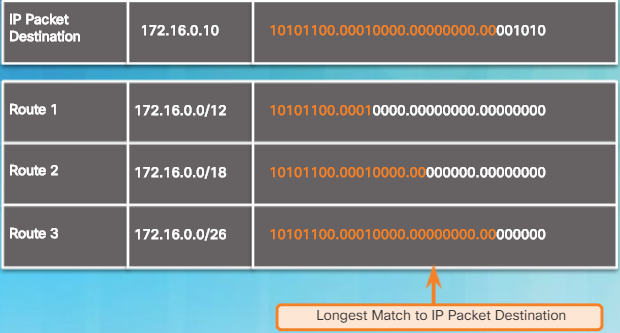 IP Packet
Destination
172.16.0.10
10101100.00010000.00000000.00001010
Route 1
172.16.0.0/12
10101100.00010000.00000000.00000000
Route 2
172.16.0.0/18
10101100.00010000.00000000.00000000
Route 3
172.16.0.0/26
10101100.00010000.00000000.00000000
Longest Match to IP Packet Destination